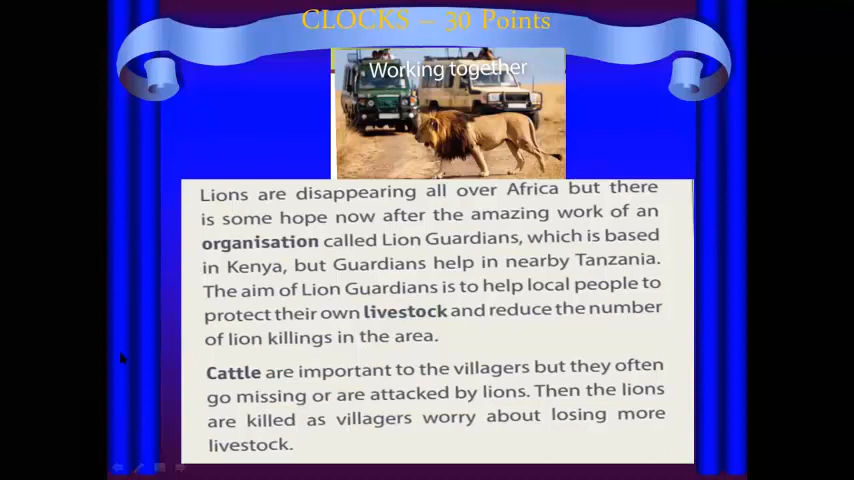 CLOCKS – 30 Points
Working together
Lions are disappearing all over Africa but there
is some hope now after the amazing work of an
organisation called Lion Guardians, which is based
in Kenya, but Guardians help in nearby Tanzania.
The aim of Lion Guardians is to help local people to
protect their own livestock and reduce the number
of lion killings in the area.
Cattle are important to the villagers but they often
go missing or are attacked by lions. Then the lions
are killed as villagers worry about losing more
livestock.